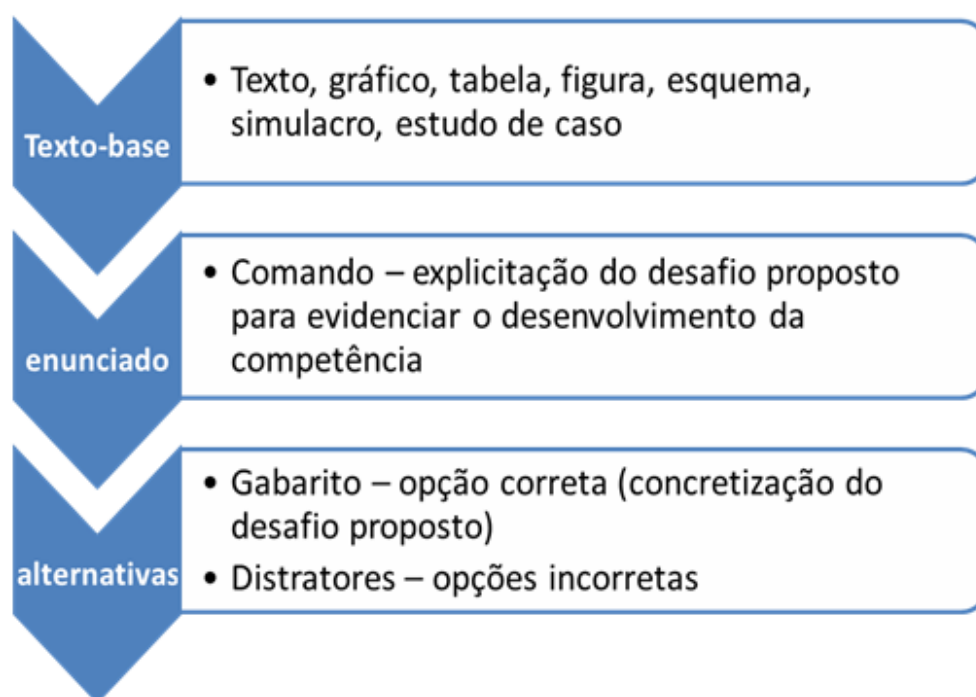 Texto-base
• Texto, gráfico, tabela, figura, esquema,
simulacro, estudo de caso
enunciado
• Comando – explicitação do desafio proposto
para evidenciar o desenvolvimento da
competência
alternativas
• Gabarito – opção correta (concretização do
desafio proposto)
• Distratores – opções incorretas